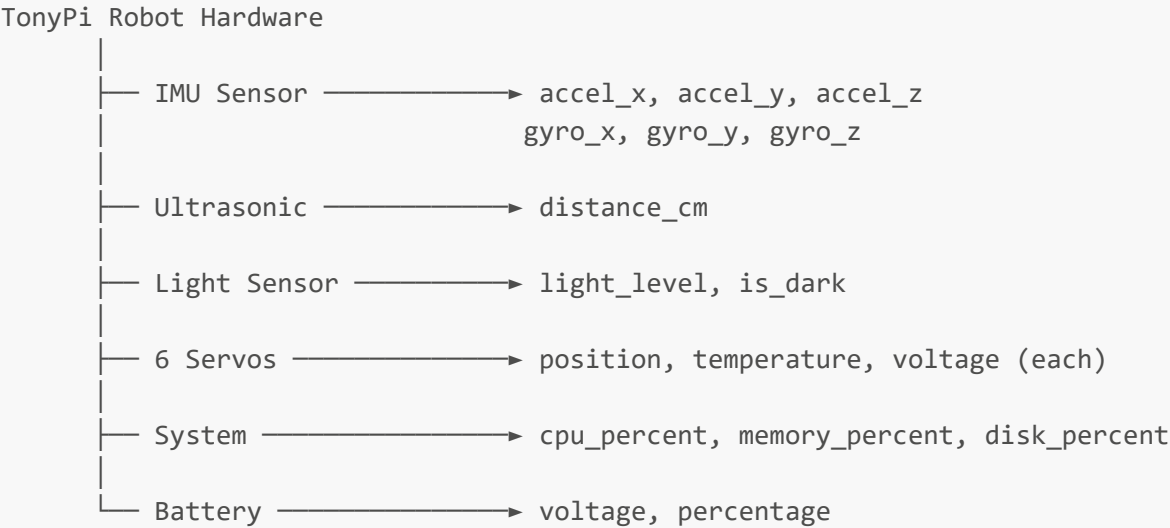 TonyPi Robot Hardware
IMU Sensor accel_x, accel_y, accel_z
gyro_x, gyro_y, gyro_z
Ultrasonic distance_cm
Light Sensor light_level, is_dark
6 Servos position, temperature, voltage (each)
System cpu_percent, memory_percent, disk_percent
Battery voltage, percentage